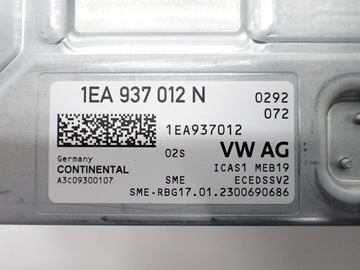 1EA 937 012 N
0292
072
1EA937012
02S
VW AG
Germany
CONTINENTAL
A3C09300107
ICAS1 MEB19
SME
ECEDSSV2
SME-RBG17.01.2300690686